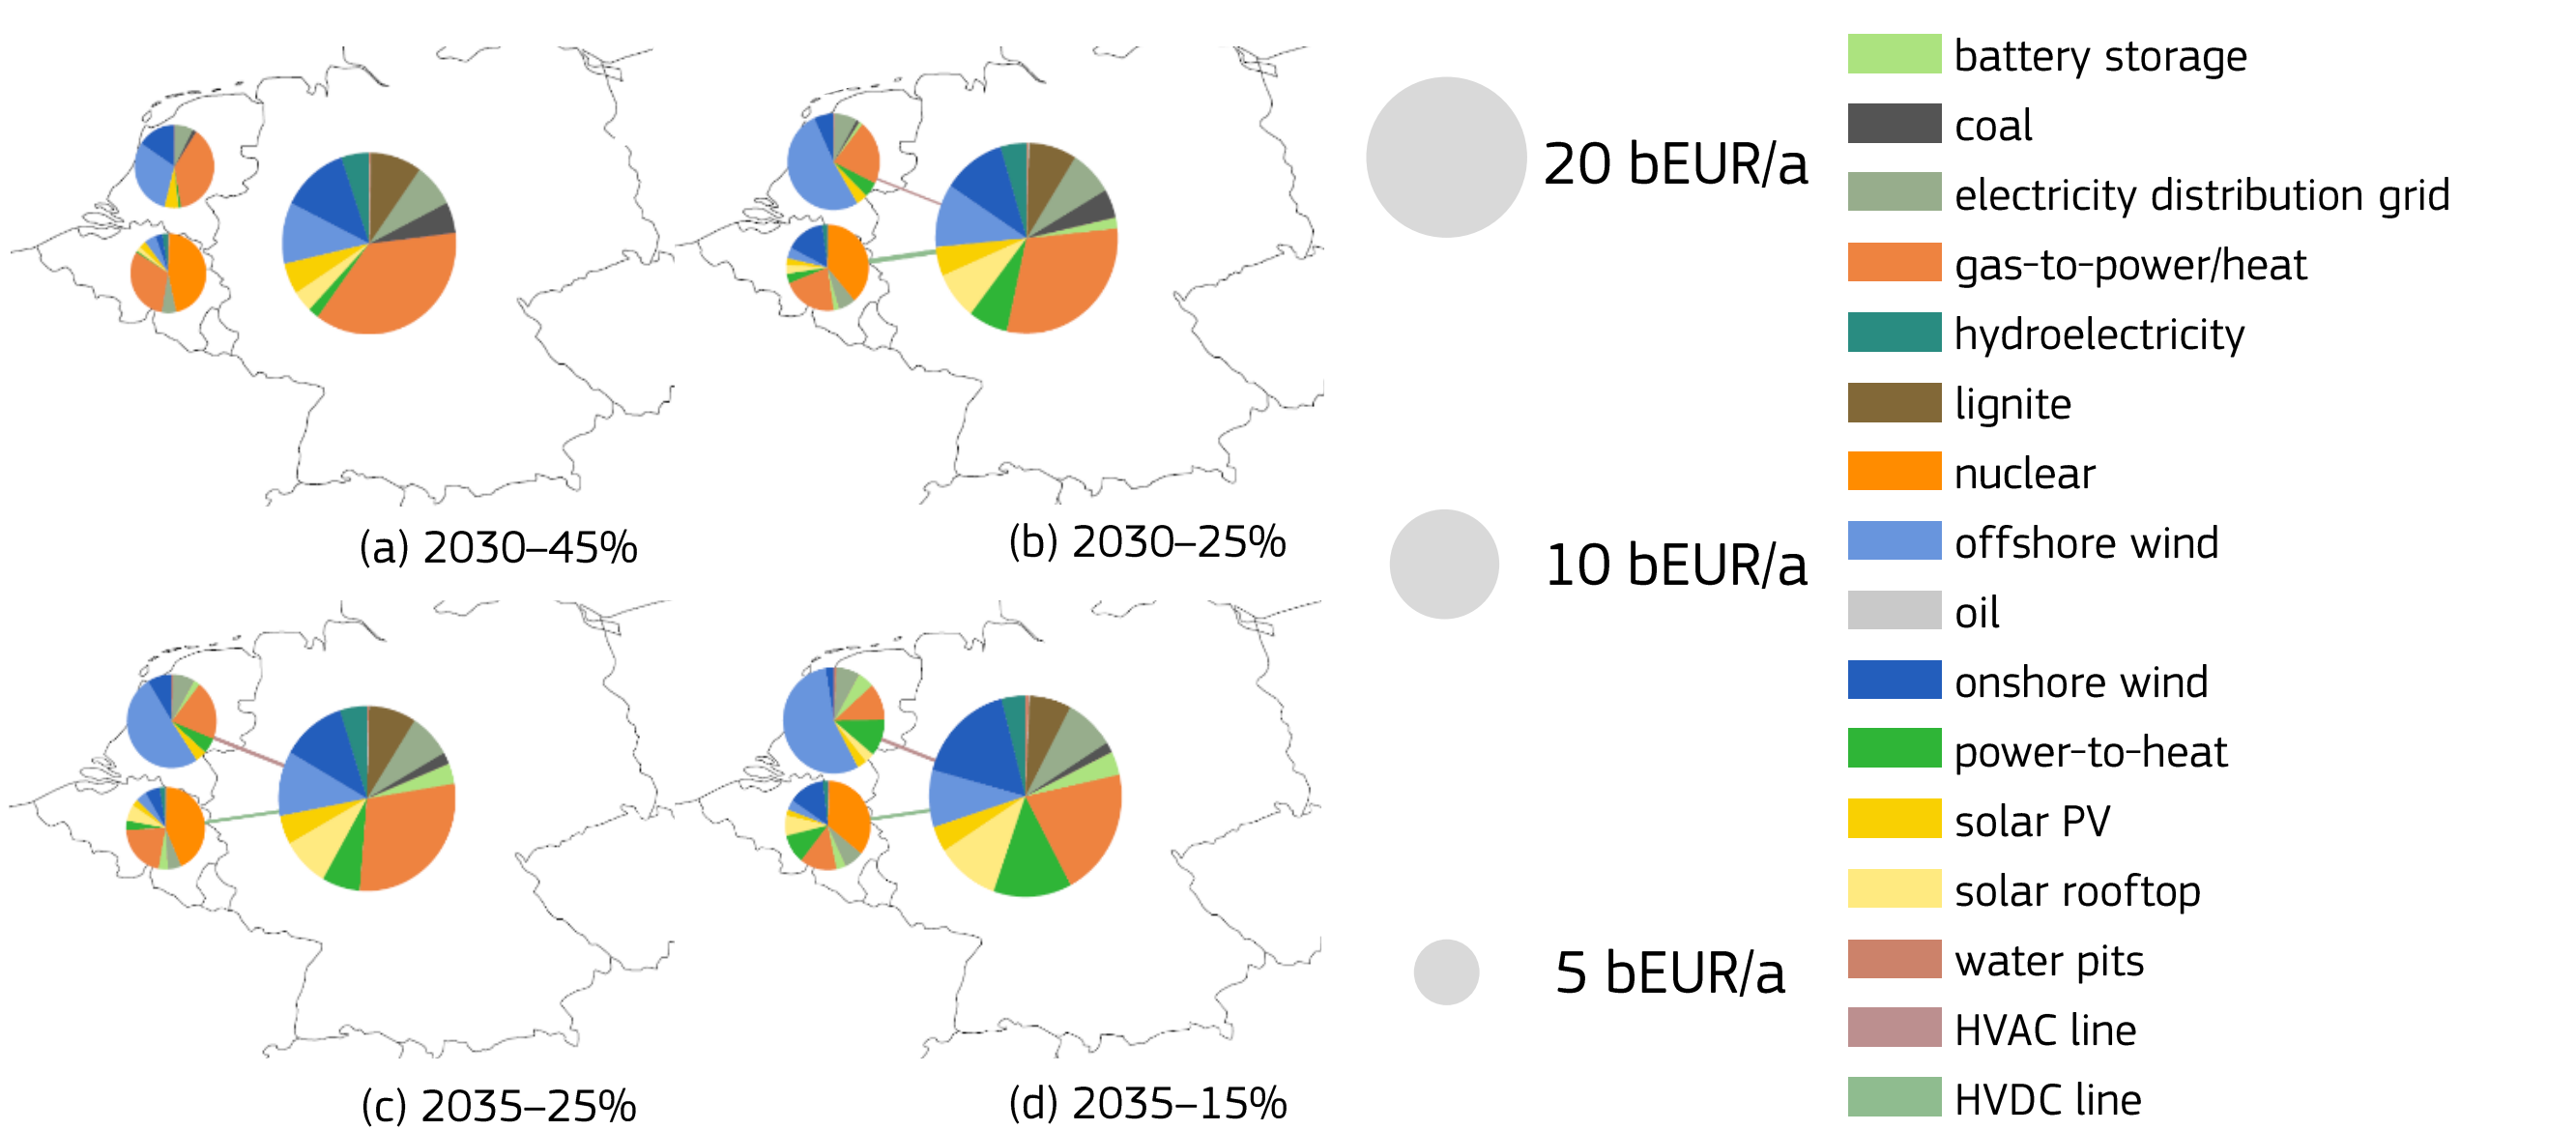 (a) 2030–45%
(b) 2030–25%
(c) 2035–25%
(d) 2035–15%
20 bEUR/a
10 bEUR/a
5 bEUR/a
battery storage
coal
electricity distribution grid
gas-to-power/heat
hydroelectricity
lignite
nuclear
offshore wind
oil
onshore wind
power-to-heat
solar PV
solar rooftop
water pits
HVAC line
HVDC line